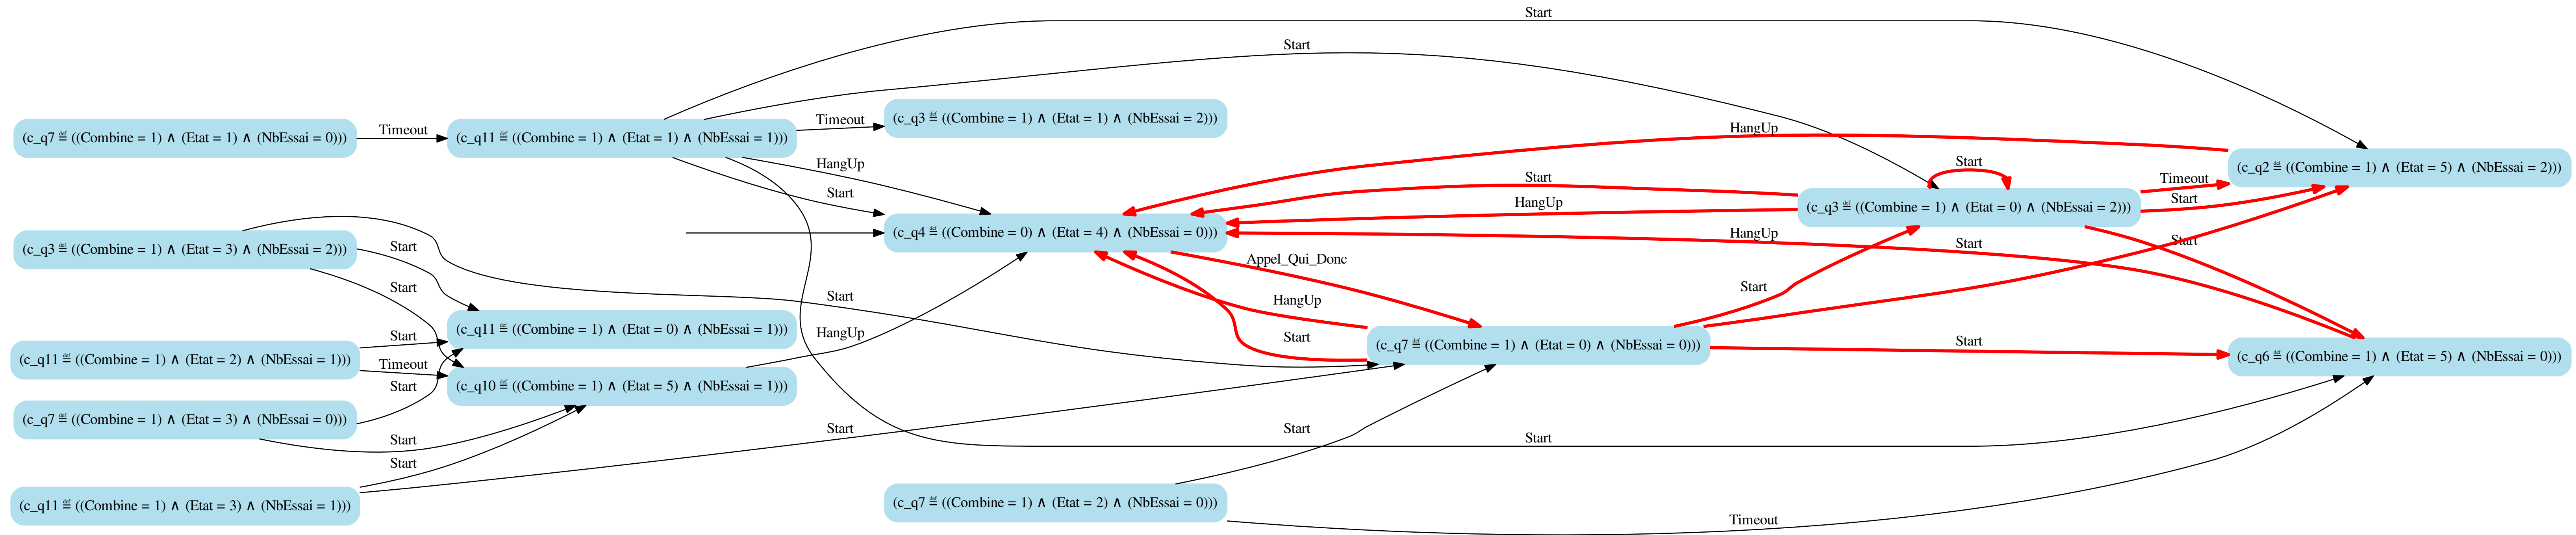 Start
Start
(c_q3 ≝ ((Combine = 1) ∧ (Etat = 1) ∧ (NbEssai = 2)))
Timeout
Timeout
(c_q7 ≝ ((Combine = 1) ∧ (Etat = 1) ∧ (NbEssai = 0)))
(c_q11 ≝ ((Combine = 1) ∧ (Etat = 1) ∧ (NbEssai = 1)))
HangUp
HangUp
Start
(c_q2 ≝ ((Combine = 1) ∧ (Etat = 5) ∧ (NbEssai = 2)))
Start
Timeout
Start
HangUp
Start
(c_q3 ≝ ((Combine = 1) ∧ (Etat = 0) ∧ (NbEssai = 2)))
(c_q4 ≝ ((Combine = 0) ∧ (Etat = 4) ∧ (NbEssai = 0)))
HangUp
Start
Start
(c_q3 ≝ ((Combine = 1) ∧ (Etat = 3) ∧ (NbEssai = 2)))
Start
Appel_Qui_Donc
Start
Start
Start
HangUp
(c_q11 ≝ ((Combine = 1) ∧ (Etat = 0) ∧ (NbEssai = 1)))
Start
HangUp
Start
Start
(c_q7 ≝ ((Combine = 1) ∧ (Etat = 0) ∧ (NbEssai = 0)))
(c_q6 ≝ ((Combine = 1) ∧ (Etat = 5) ∧ (NbEssai = 0)))
(c_q11 ≝ ((Combine = 1) ∧ (Etat = 2) ∧ (NbEssai = 1)))
Timeout
(c_q10 ≝ ((Combine = 1) ∧ (Etat = 5) ∧ (NbEssai = 1)))
Start
(c_q7 ≝ ((Combine = 1) ∧ (Etat = 3) ∧ (NbEssai = 0)))
Start
Start
Start
Start
Start
(c_q11 ≝ ((Combine = 1) ∧ (Etat = 3) ∧ (NbEssai = 1)))
(c_q7 ≝ ((Combine = 1) ∧ (Etat = 2) ∧ (NbEssai = 0)))
Timeout